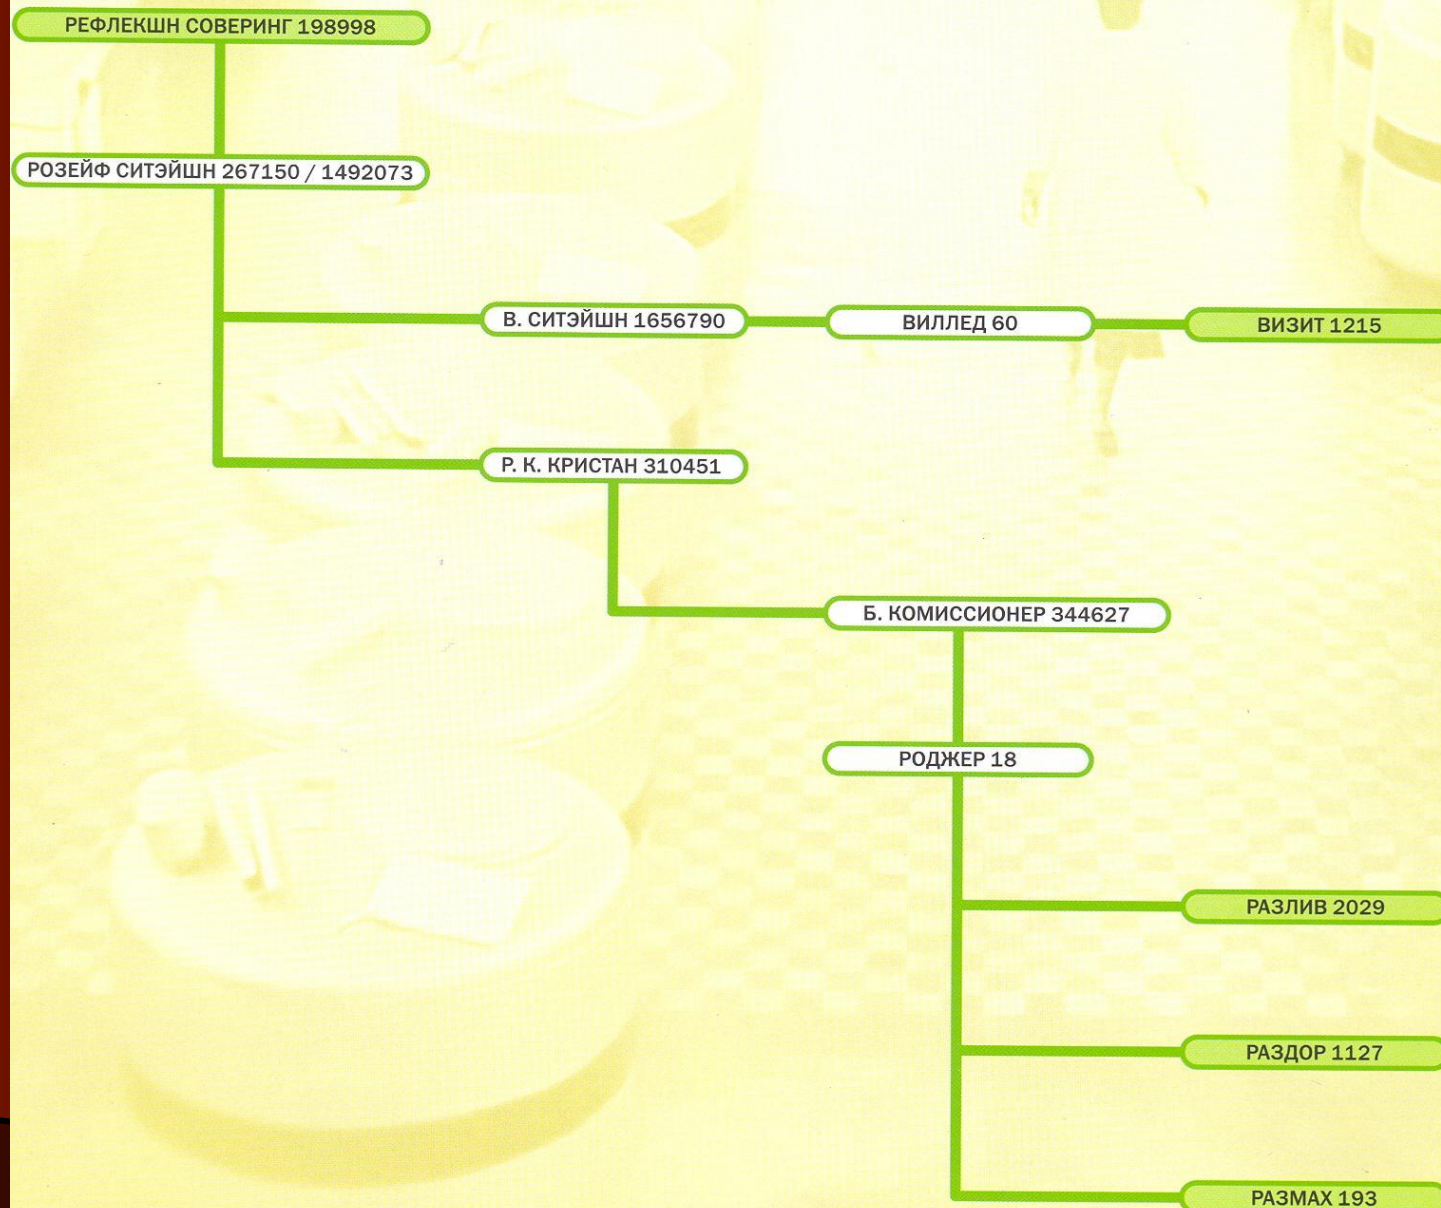 РЕФЛЕКШН СОВЕРИНГ 198998
РОЗЕЙФ СИТЭЙШН 267150 / 1492073
В. СИТЭЙШН 1656790
ВИЛЛЕД 60
ВИЗИТ 1215
Р. К. КРИСТАН 310451
Б. КОМИССИОНЕР 344627
РОДЖЕР 18
РАЗЛИВ 2029
РАЗДОР 1127
РАЗМАХ 193